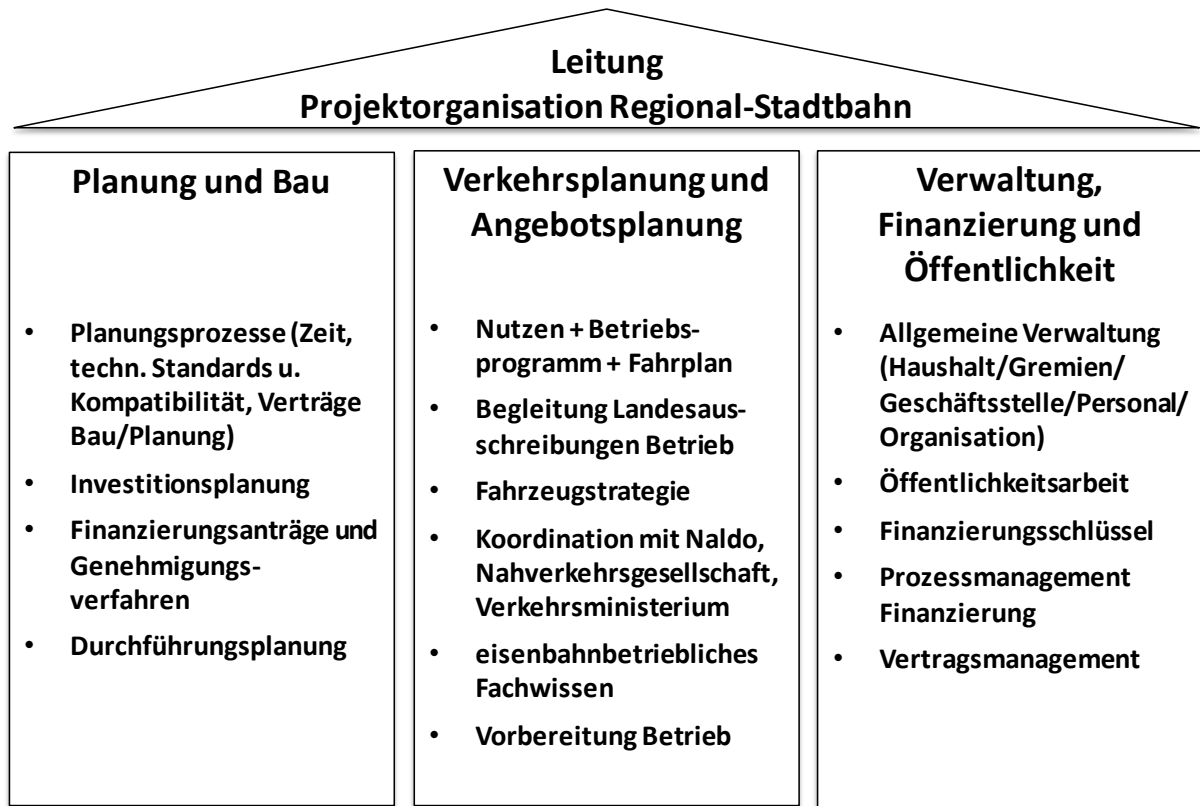 Leitung
Projektorganisation Regional-Stadtbahn
Planung und Bau
• Planungsprozesse (Zeit,
techn. Standards u.
Kompatibilität, Verträge
Bau/Planung)
• Investitionsplanung
• Finanzierungsanträge und
Genehmigungs-
verfahren
• Durchführungsplanung
Verkehrsplanung und
Angebotsplanung
• Nutzen + Betriebs-
programm + Fahrplan
• Begleitung Landesaus-
schreibungen Betrieb
• Fahrzeugstrategie
• Koordination mit Naldo,
Nahverkehrsgesellschaft,
Verkehrsministerium
• eisenbahnbetriebliches
Fachwissen
• Vorbereitung Betrieb
Verwaltung,
Finanzierung und
Öffentlichkeit
• Allgemeine Verwaltung
(Haushalt/Gremien/
Geschäftsstelle/Personal/
Organisation)
• Öffentlichkeitsarbeit
• Finanzierungsschlüssel
• Prozessmanagement
Finanzierung
• Vertragsmanagement